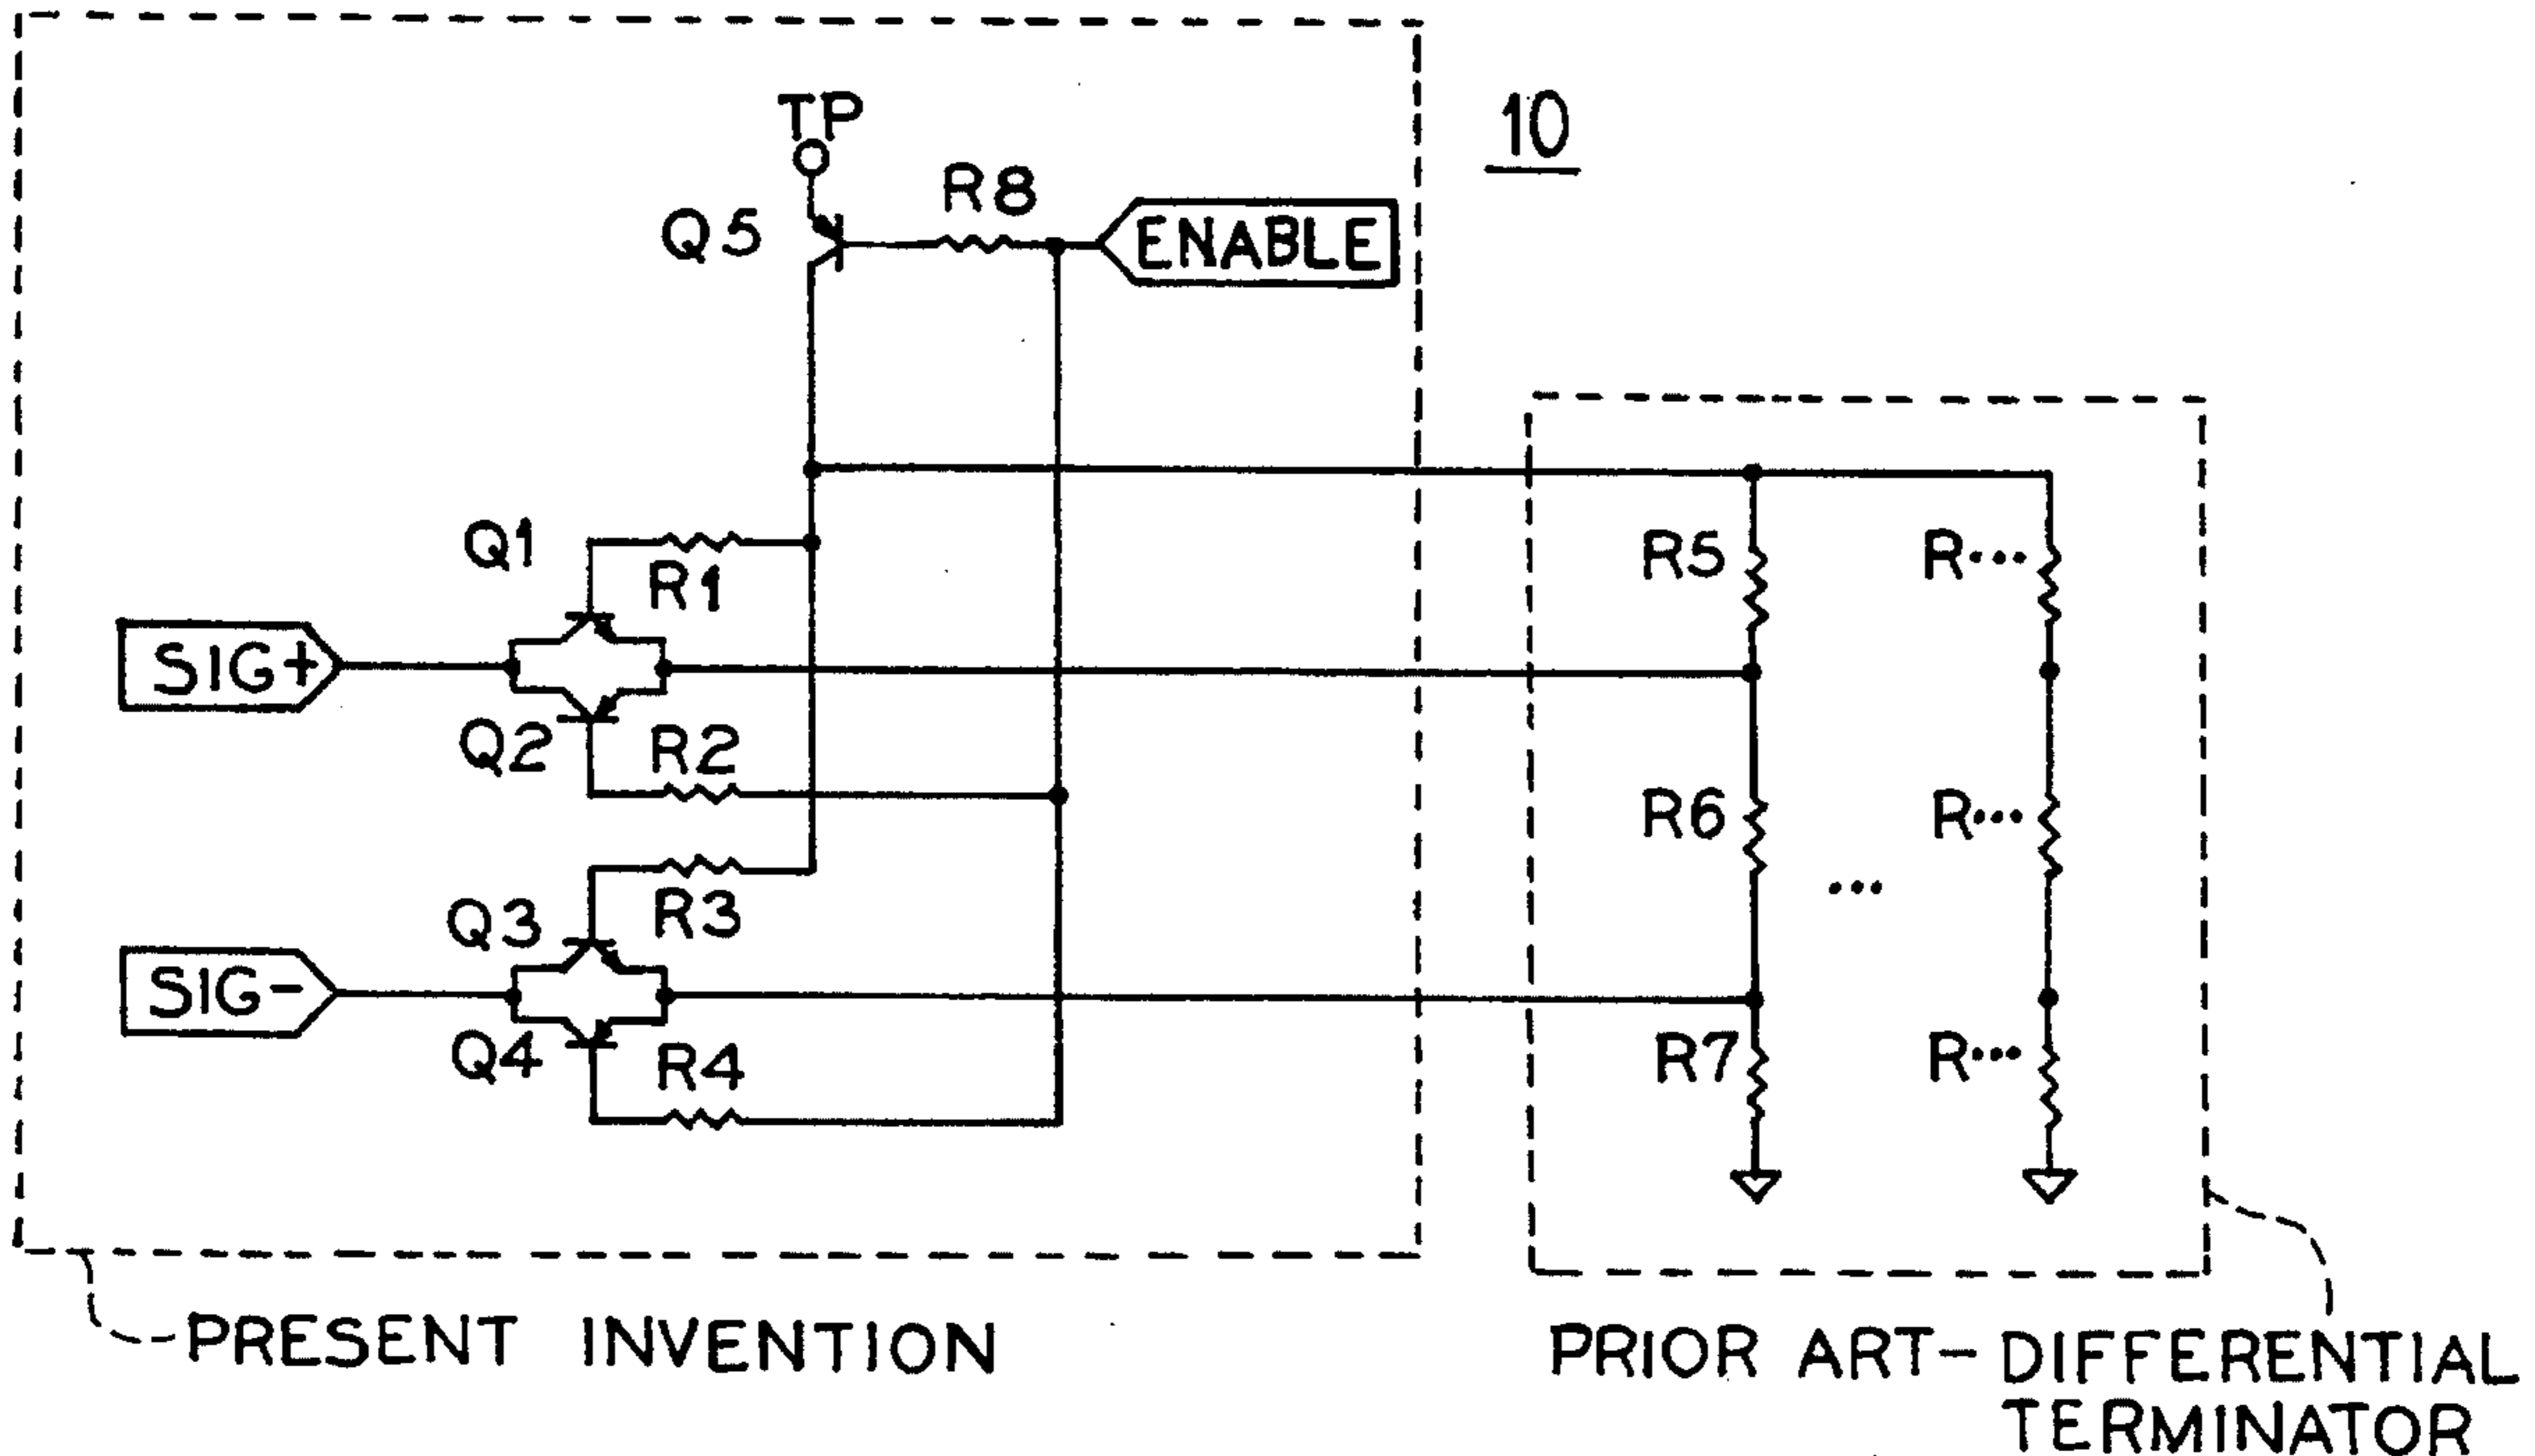 TP
10
R8
Q5
ENABLE
Q1
R1
R5
R...
SIG+
Q2
R2
R6
R...
...
Q3
R3
SIG-
Q4
R4
R7
R...
PRESENT INVENTION
PRIOR ART-DIFFERENTIAL
TERMINATOR